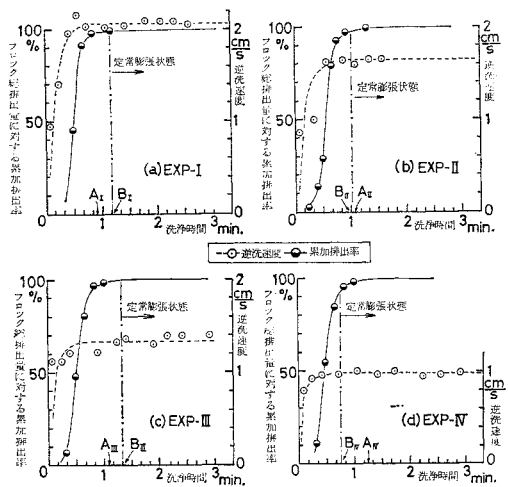 フロック総排出量に対する累加排出率
100
%
50
2
cm/s
逆洗速度
1
定常膨張状態
(a)EXP-I
A_I
B_I
0
1
2
3
min.
洗浄時間
フロック総排出量に対する累加排出率
100
%
50
2
cm/s
逆洗速度
1
定常膨張状態
(b)EXP-II
B_II
A_II
0
1
2
3
min.
洗浄時間
逆洗速度
累加排出率
フロック総排出量に対する累加排出率
100
%
50
2
cm/s
逆洗速度
1
定常膨張状態
(c)EXP-III
A_III
B_III
0
1
2
3
min.
洗浄時間
フロック総排出量に対する累加排出率
100
%
50
2
1
cm/s
逆洗速度
定常膨張状態
(d)EXP-IV
B_IV
A_IV
0
1
2
3
min.
洗浄時間